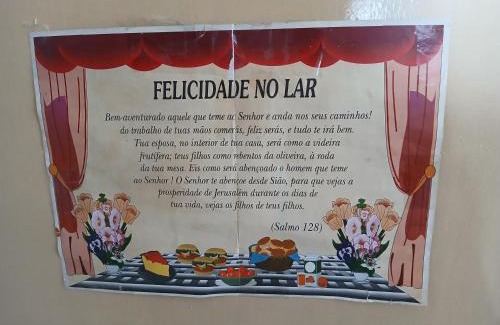 FELICIDADE NO LAR
Bem-aventurado aquele que teme ao Senhor e anda nos seus caminhos!
do trabalho de tuas mãos comerás, feliz serás, e tudo te irá bem.
Tua esposa, no interior de tua casa, será como a videira
frutífera; teus filhos como rebentos da oliveira, à roda
da tua mesa. Eis como será abençoado o homem que teme
ao Senhor ! O Senhor te abençoe desde Sião, para que vejas a
prosperidade de Jerusalém durante os dias de
tua vida, vejas os filhos de teus filhos.
(Salmo 128)